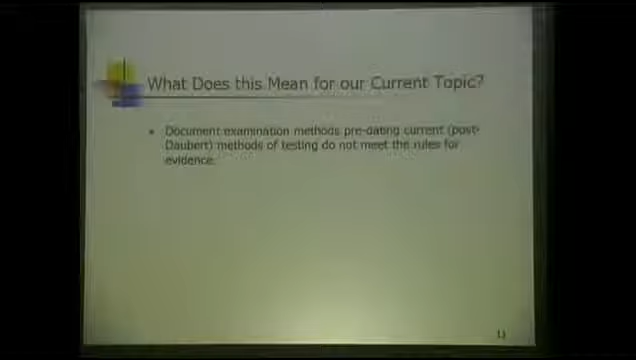 What Does this Mean for our Current Topic?
Document examination methods pre-dating current (post-
Daubert) methods of testing do not meet the rules for
evidence.